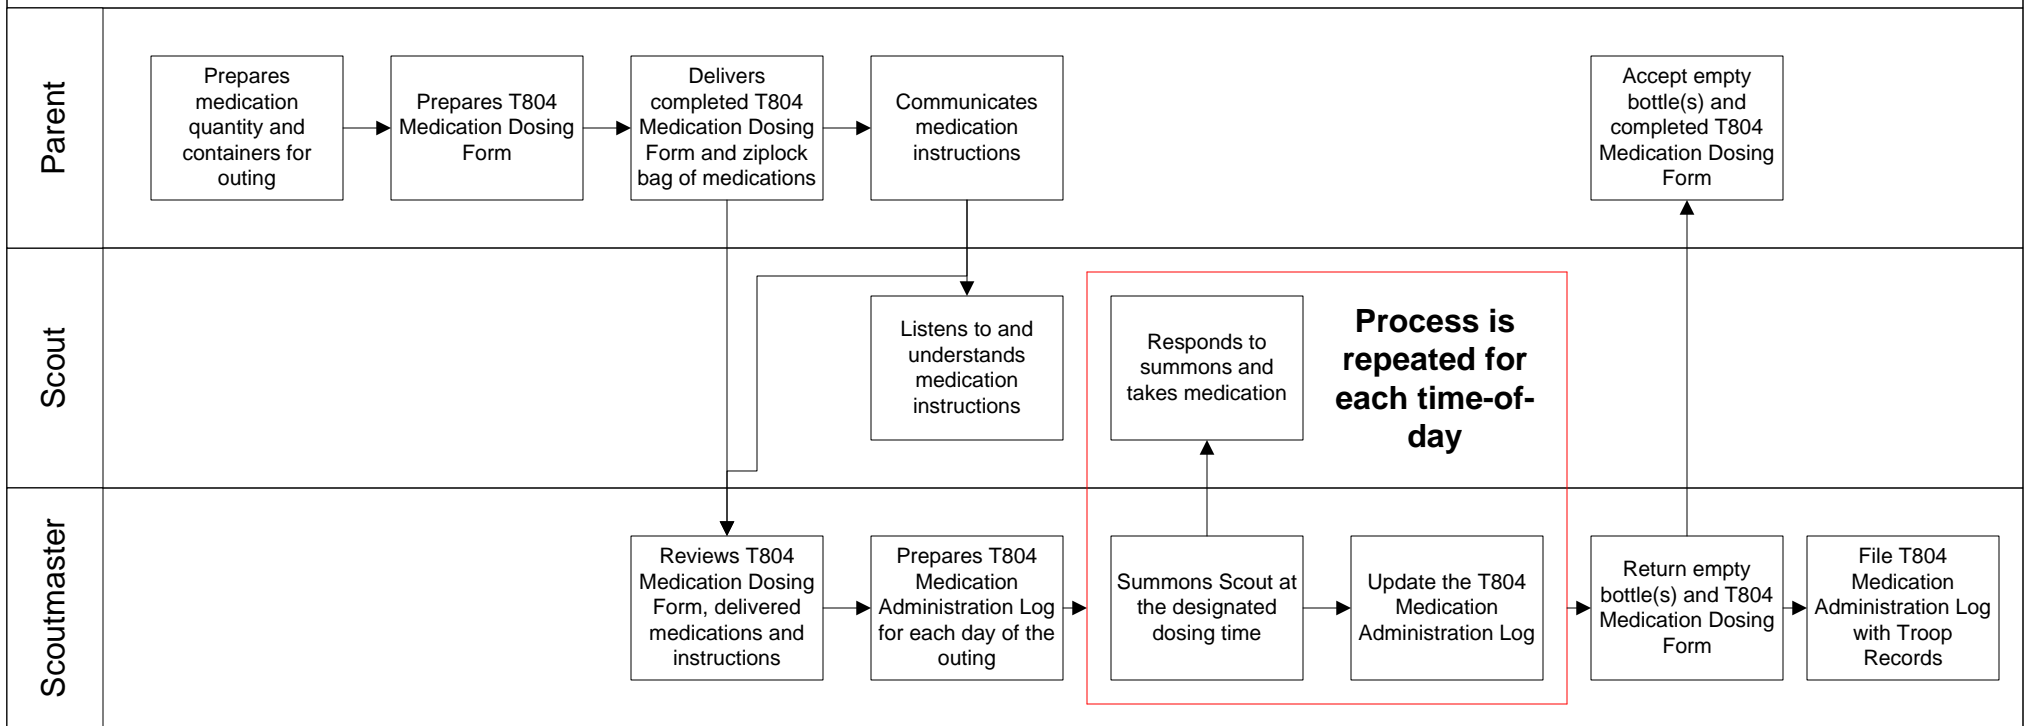 Parent
Prepares
medication
quantity and
containers for
outing
Prepares T804
Medication Dosing
Form
Delivers
completed T804
Medication Dosing
Form and ziplock
bag of medications
Communicates
medication
instructions
Accept empty
bottle(s) and
completed T804
Medication Dosing
Form
Scout
Listens to and
understands
medication
instructions
Responds to
summons and
takes medication
Process is
repeated for
each time-of-
day
Scoutmaster
Reviews T804
Medication Dosing
Form, delivered
medications and
instructions
Prepares T804
Medication
Administration Log
for each day of the
outing
Summons Scout at
the designated
dosing time
Update the T804
Medication
Administration Log
Return empty
bottle(s) and T804
Medication Dosing
Form
File T804
Medication
Administration Log
with Troop
Records